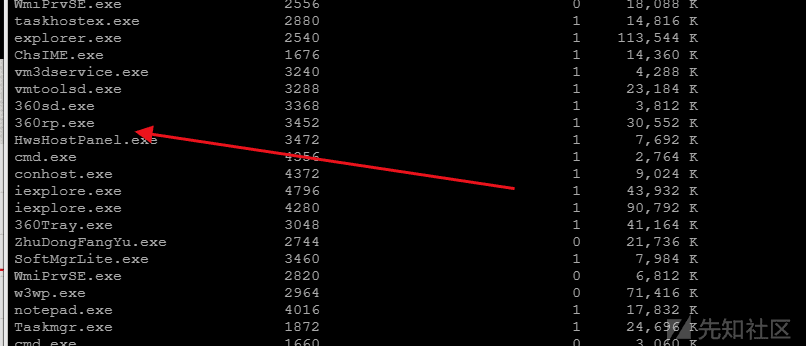 WmiPrvSE.exe 2556 0 18,088 K
taskhostex.exe 2880 1 14,816 K
explorer.exe 2540 1 113,544 K
ChsIME.exe 1676 1 14,360 K
vm3dservice.exe 3240 1 4,288 K
vmtoolsd.exe 3288 1 23,184 K
360sd.exe 3368 1 3,812 K
360rp.exe 3452 1 30,552 K
HwsHostPanel.exe 3472 1 7,692 K
cmd.exe 4356 1 2,764 K
conhost.exe 4372 1 9,024 K
iexplore.exe 4796 1 43,932 K
iexplore.exe 4280 1 90,792 K
360Tray.exe 3048 1 41,164 K
ZhuDongFangYu.exe 2744 0 21,736 K
SoftMgrLite.exe 3460 1 7,984 K
WmiPrvSE.exe 2820 0 6,812 K
w3wp.exe 2964 0 71,416 K
notepad.exe 4016 1 17,832 K
Taskmgr.exe 1872 1 24,696 K
cmd.exe 1660 0 3,060 K
先知社区